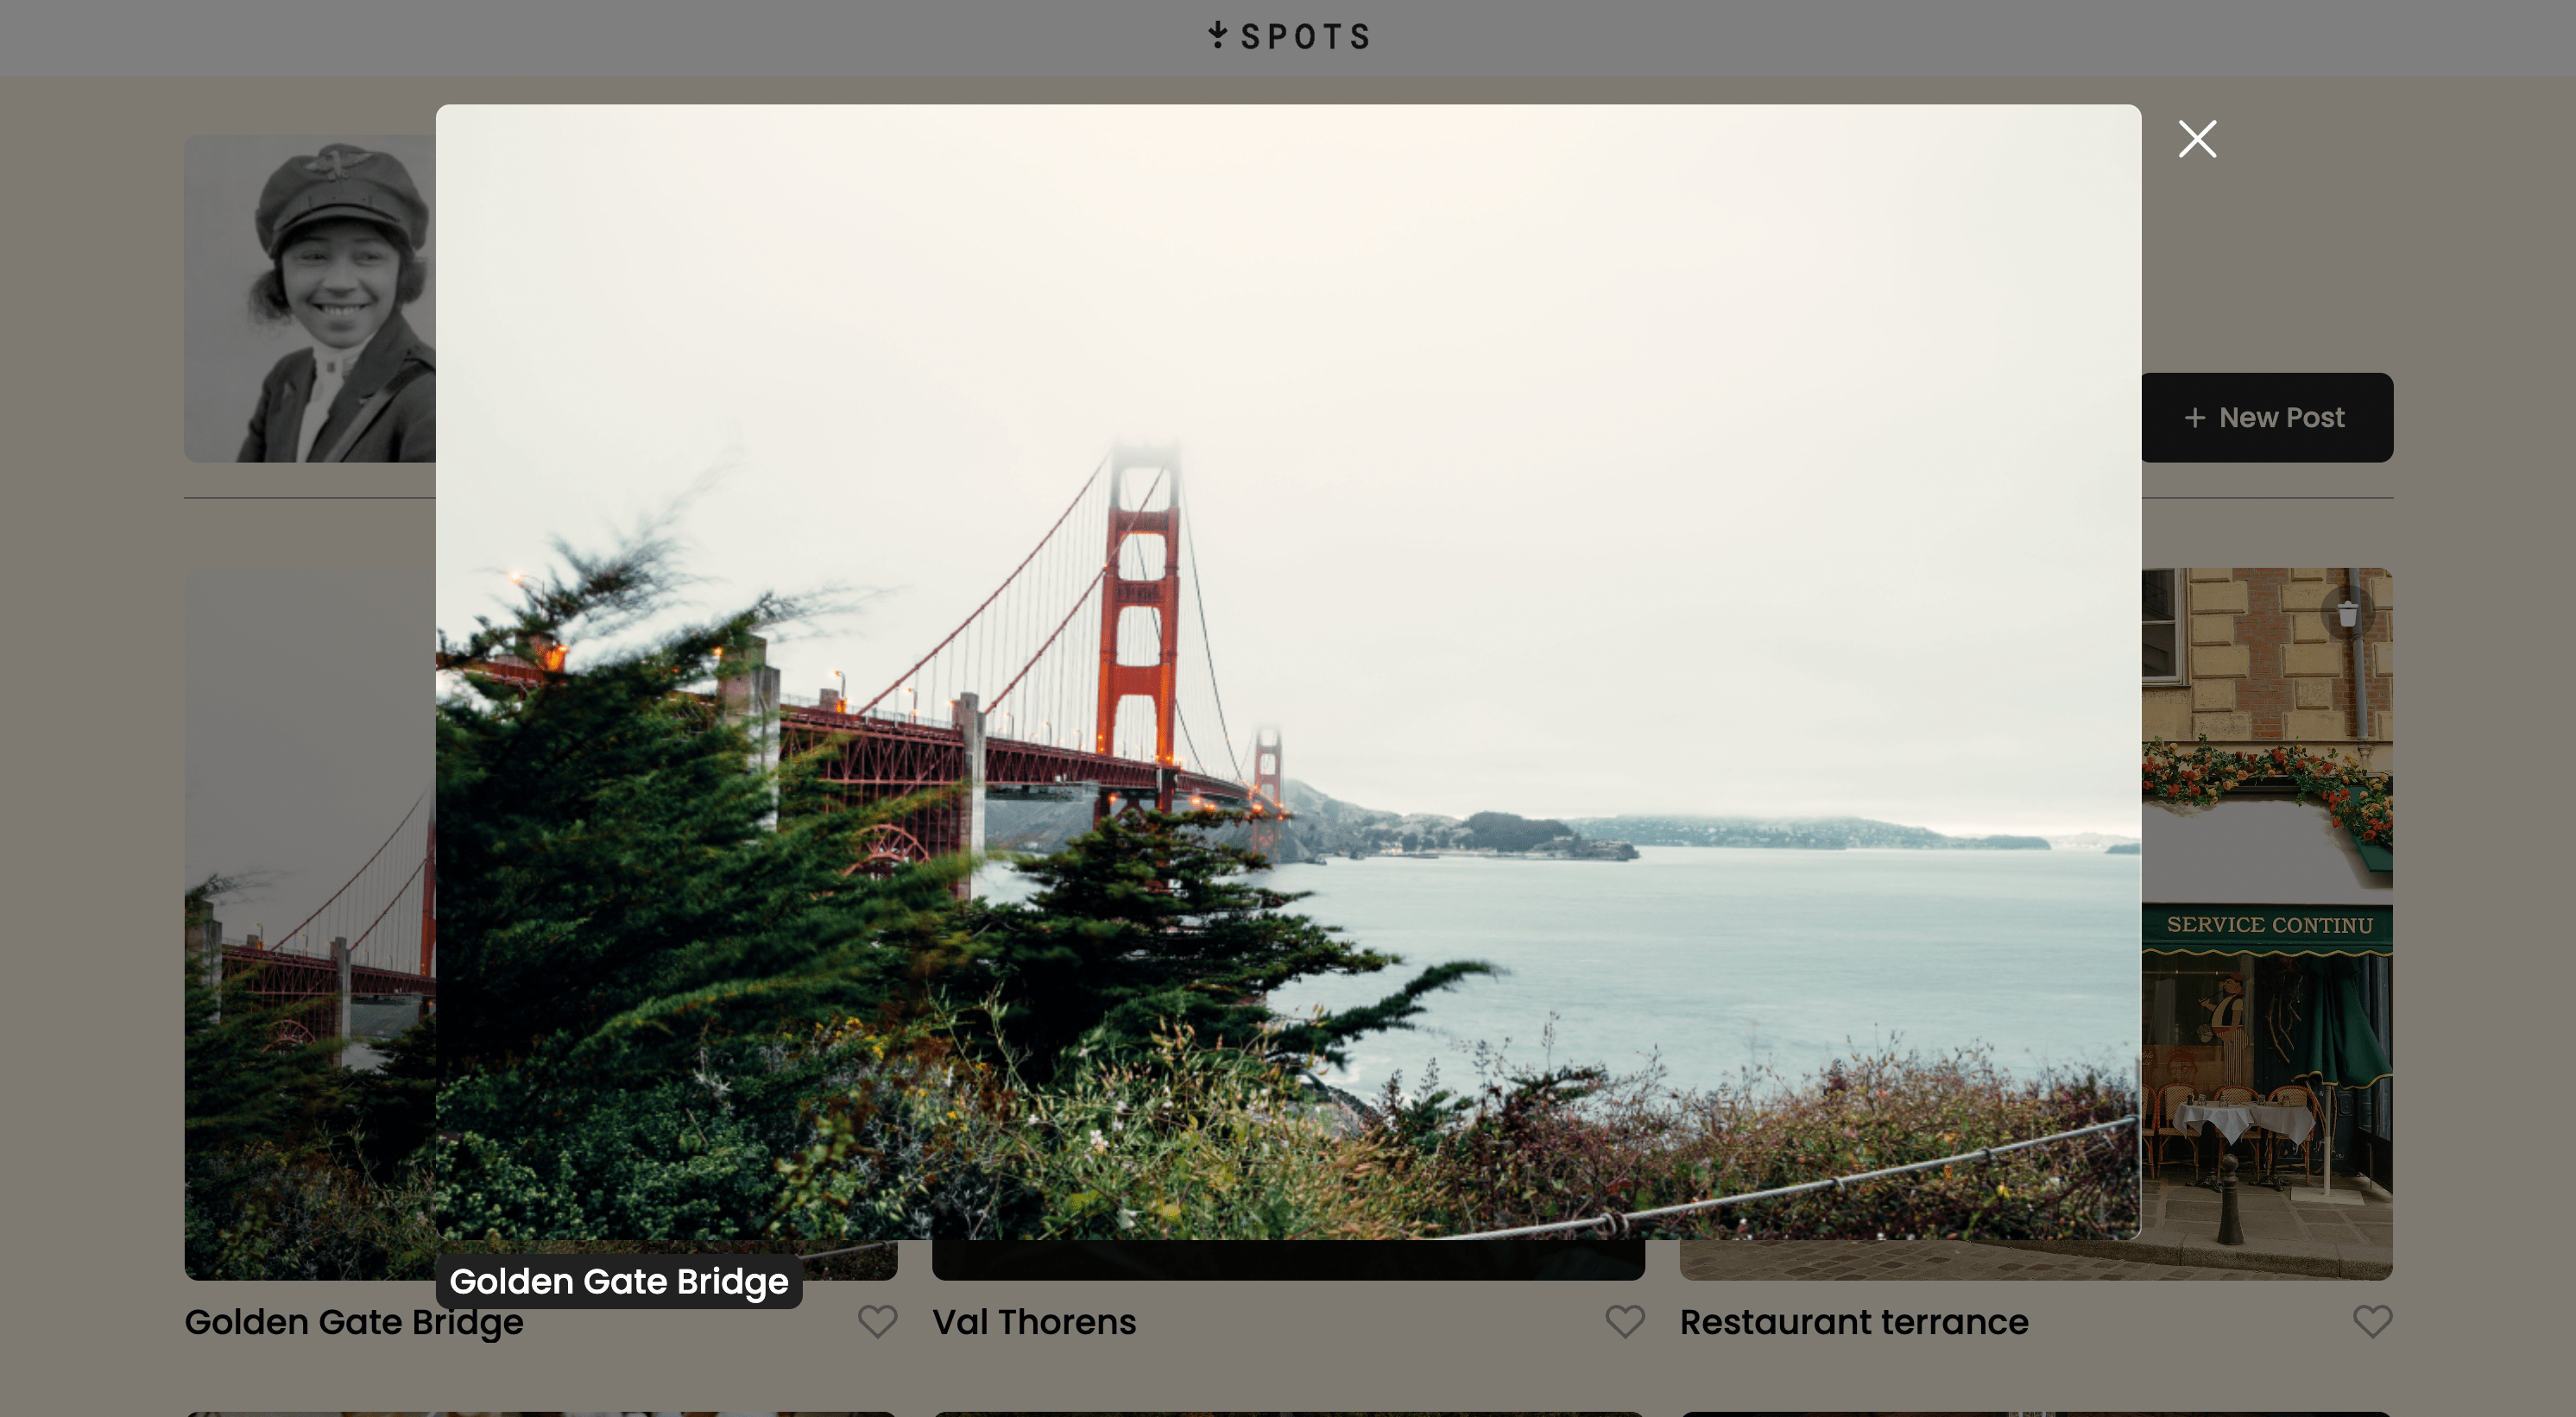 SPOTS
+ New Post
SERVICE CONTINU
Golden Gate Bridge
Golden Gate Bridge
Val Thorens
Restaurant terrance